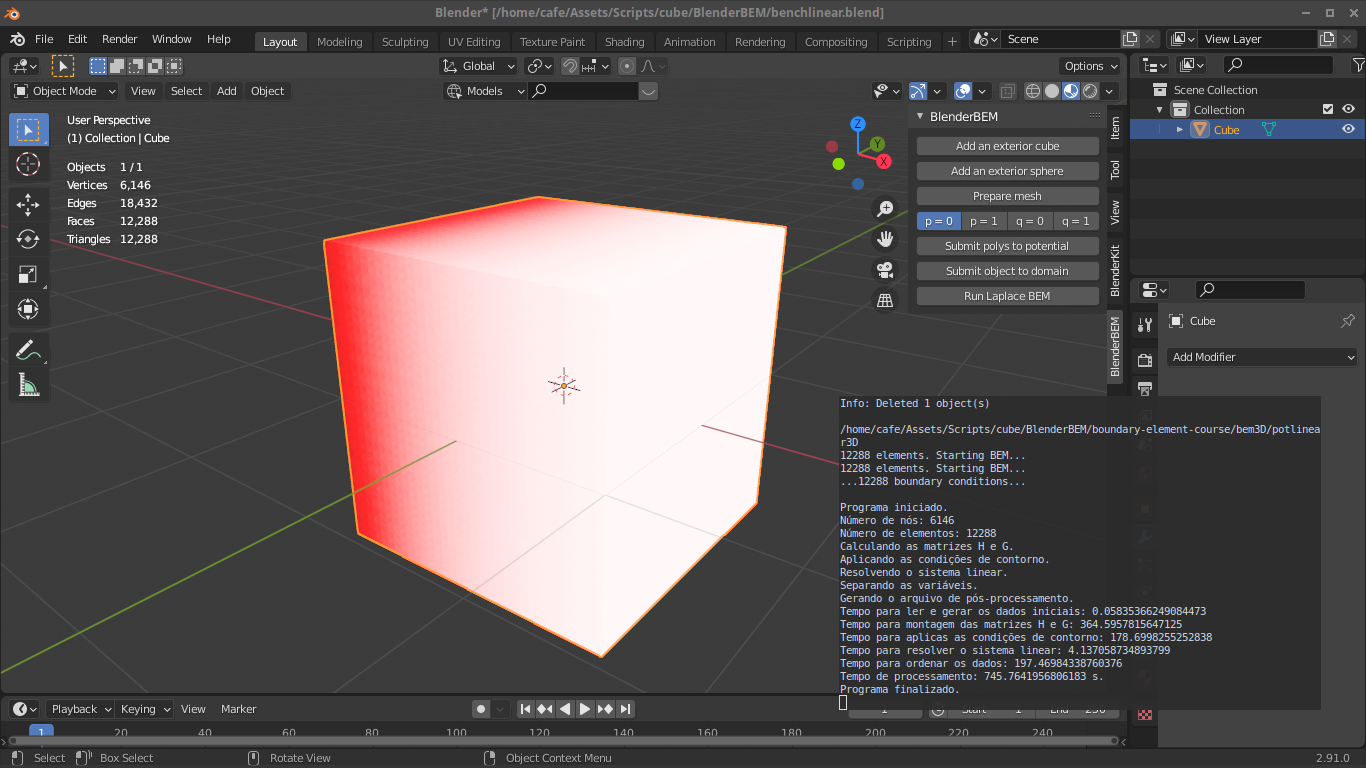 Blender* [/home/cafe/Assets/Scripts/cube/BlenderBEM/benchlinear.blend]
File Edit Render Window Help Layout Modeling Sculpting UV Editing Texture Paint Shading Animation Rendering Compositing Scripting + Scene View Layer
Global Options
Object Mode View Select Add Object Models
User Perspective
(1) Collection | Cube
Objects 1 / 1
Vertices 6,146
Edges 18,432
Faces 12,288
Triangles 12,288
Z
Y
X
BlenderBEM
Add an exterior cube
Add an exterior sphere
Prepare mesh
p = 0 p = 1 q = 0 q = 1
Submit polys to potential
Submit object to domain
Run Laplace BEM
Item
Tool
View
BlenderKit
BlenderBEM
Scene Collection
Collection
Cube
Cube
Add Modifier
Info: Deleted 1 object(s)
/home/cafe/Assets/Scripts/cube/BlenderBEM/boundary-element-course/bem3D/potlinea
r3D
12288 elements. Starting BEM...
12288 elements. Starting BEM...
...12288 boundary conditions...
Programa iniciado.
Número de nós: 6146
Número de elementos: 12288
Calculando as matrizes H e G.
Aplicando as condições de contorno.
Resolvendo o sistema linear.
Separando as variáveis.
Gerando o arquivo de pós-processamento.
Tempo para ler e gerar os dados iniciais: 0.05835366249084473
Tempo para montagem das matrizes H e G: 364.5957815647125
Tempo para aplicas as condições de contorno: 178.6998255252838
Tempo para resolver o sistema linear: 4.137058734893799
Tempo para ordenar os dados: 197.46984338760376
Tempo de processamento: 745.7641956806183 s.
Programa finalizado.
Playback Keying View Marker 1 Start 1 End 250
1 20 40 60 80 100 120 140 160 180 200 220 240
Select Box Select Rotate View Object Context Menu 2.91.0